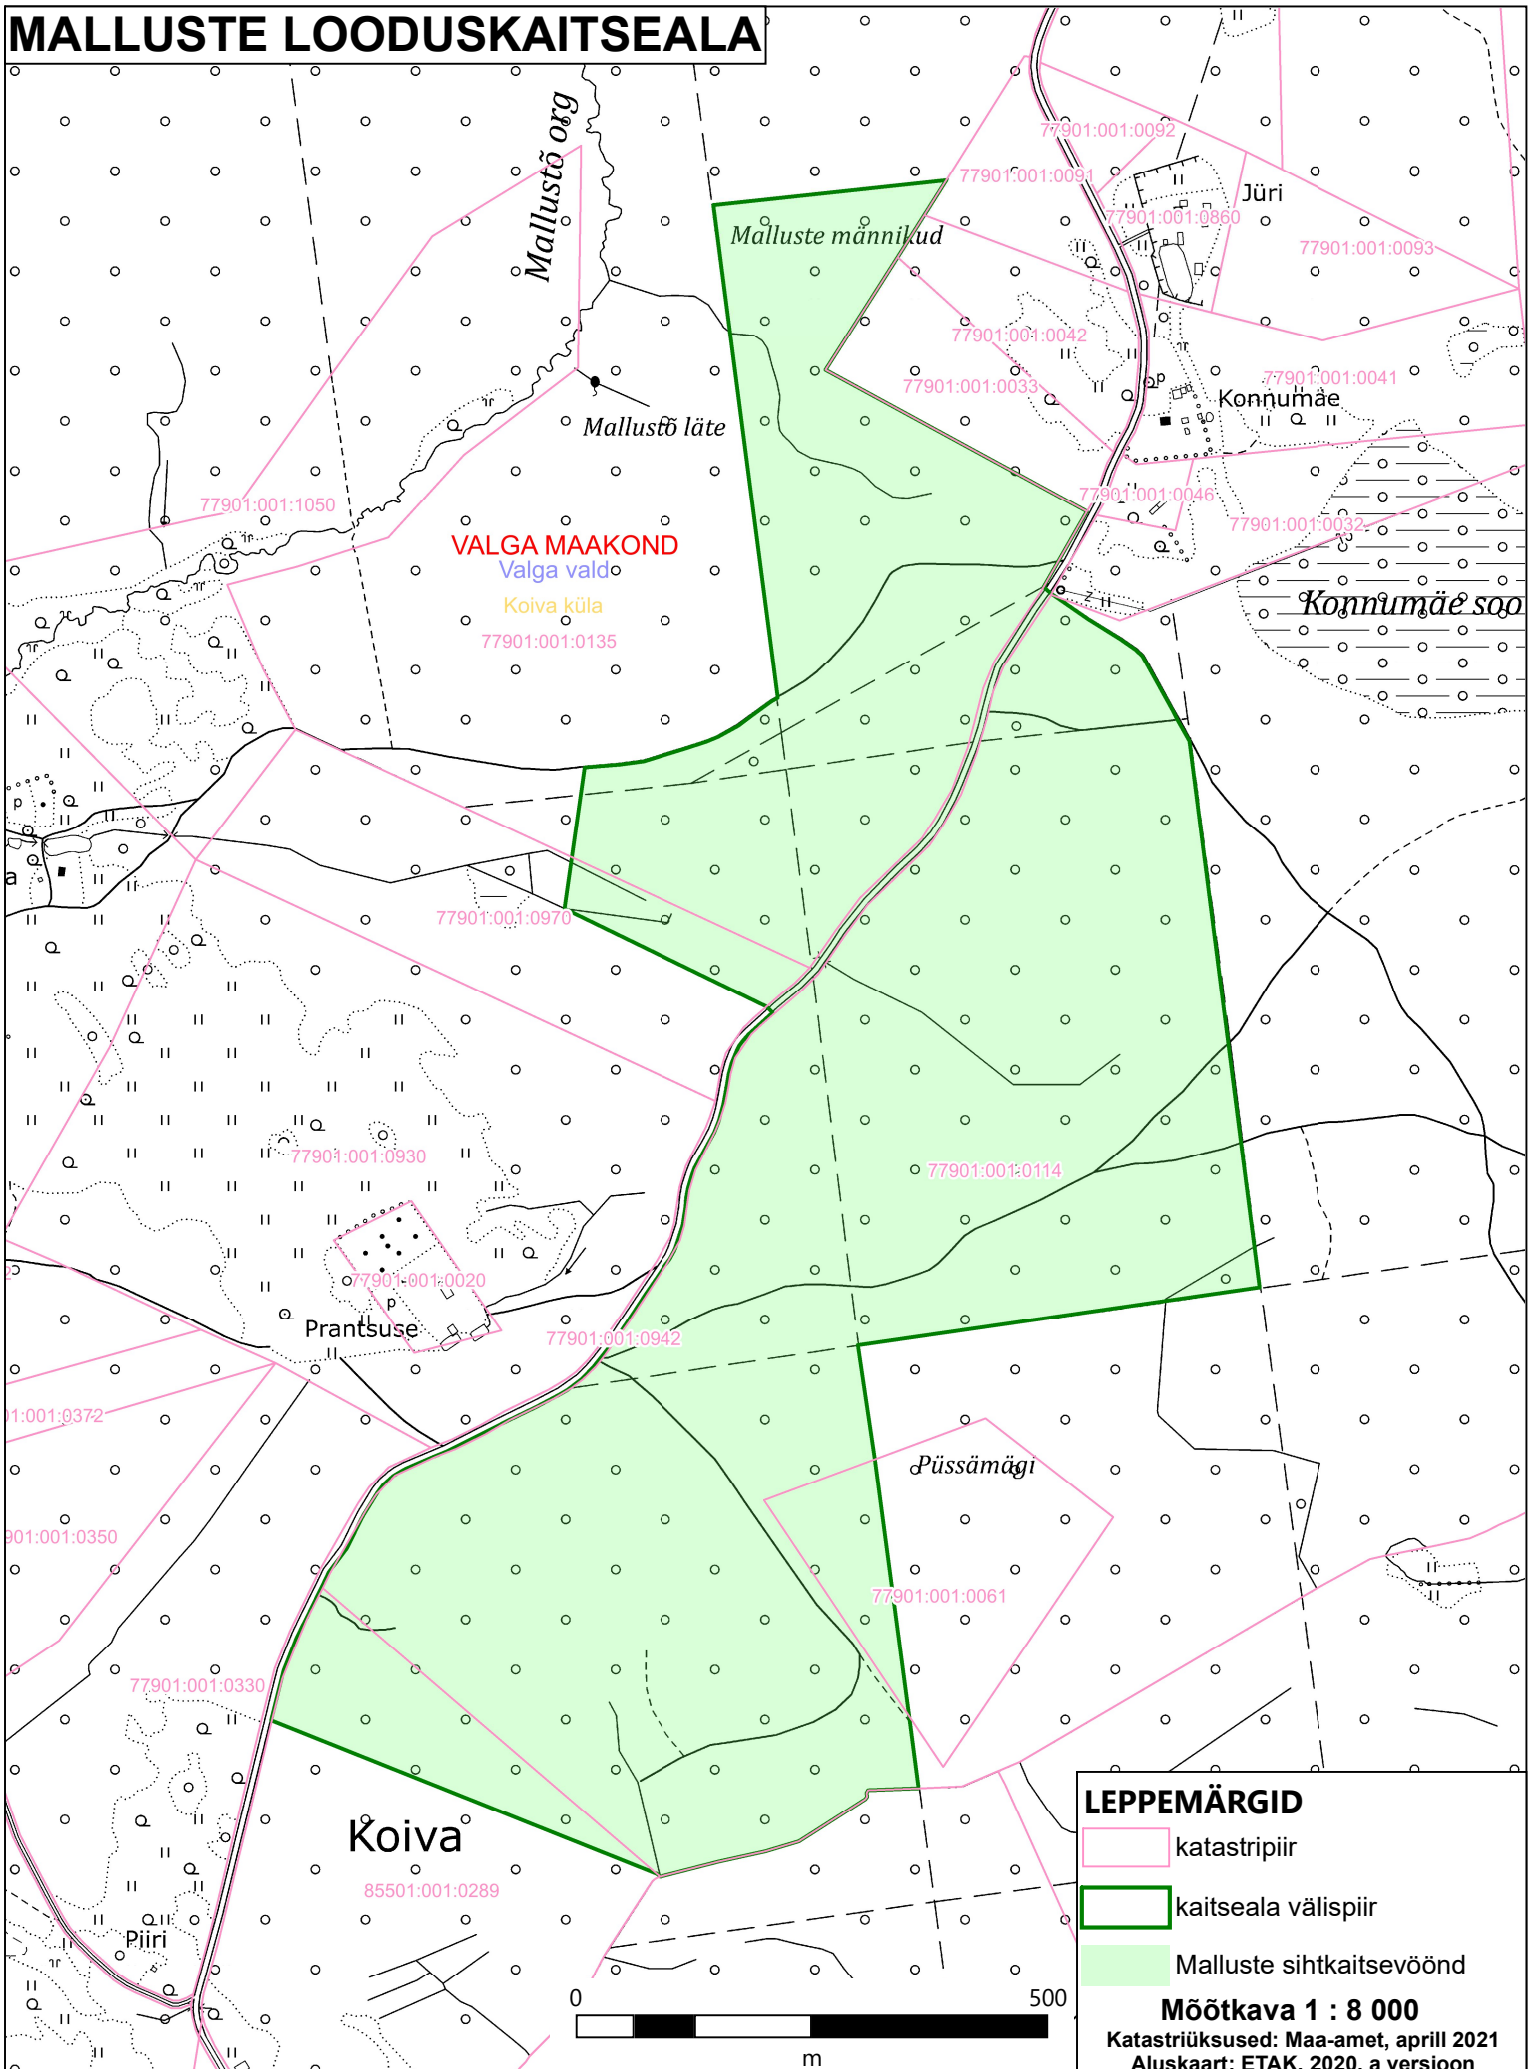 MALLUSTE LOODUSKAITSEALA
Mallustõ org
77901:001:0092
77901:001:0091
Jüri
77901:001:0860
Malluste männikud
77901:001:0093
77901:001:0042
77901:001:0033
77901:001:0041
p
Konnumäe
Mallustõ läte
77901:001:0046
77901:001:1050
77901:001:0032
VALGA MAAKOND
Valga vald
Koiva küla
77901:001:0135
z
Konnumäe soo
p
a
77901:001:0970
77901:001:0930
77901:001:0114
77901:001:0020
p
Prantsuse
77901:001:0942
2
01:001:0372
Püssämägi
901:001:0350
77901:001:0061
77901:001:0330
Koiva
85501:001:0289
Piiri
LEPPEMÄRGID
katastripiir
kaitseala välispiir
Malluste sihtkaitsevöönd
0 500
m
Mõõtkava 1 : 8 000
Katastriüksused: Maa-amet, aprill 2021
Aluskaart: ETAK, 2020. a versioon